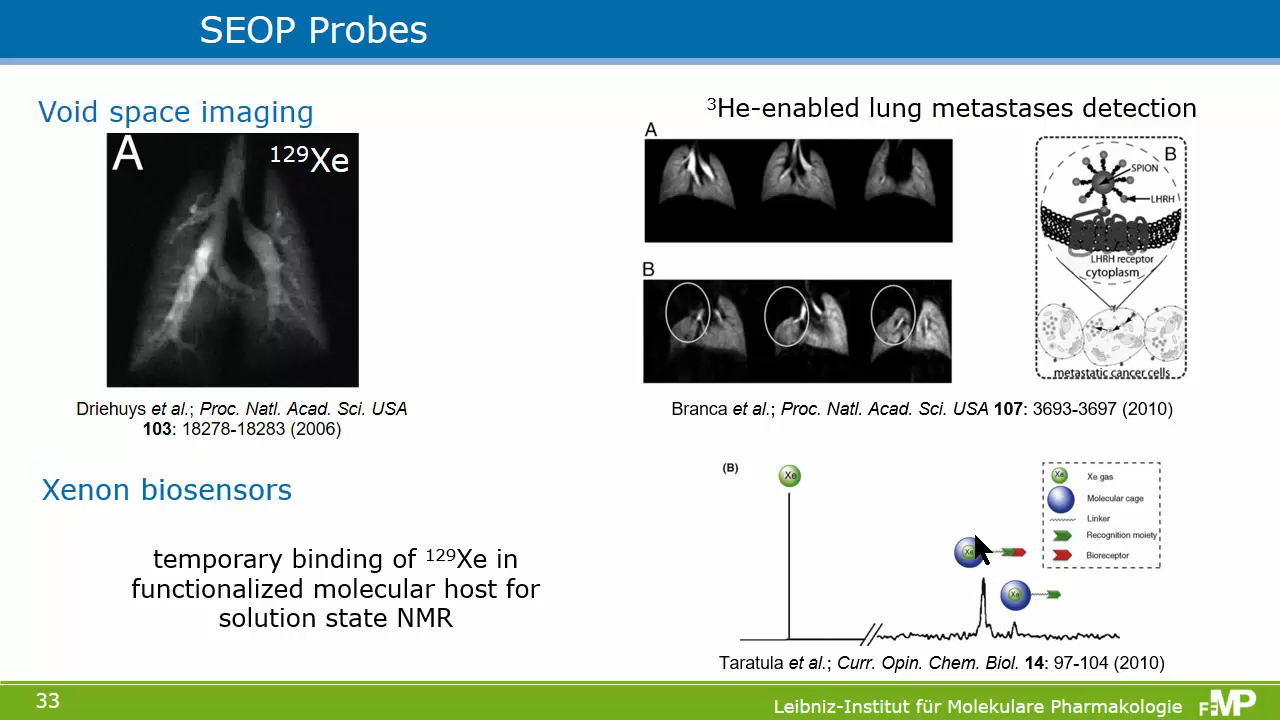 SEOP Probes
Void space imaging
A
129Xe
Driehuys et al.; Proc. Natl. Acad. Sci. USA
103: 18278-18283 (2006)
3He-enabled lung metastases detection
A
B
B
SPION
LHRH
LHRH receptor
cytoplasm
metastatic cancer cells
Branca et al.; Proc. Natl. Acad. Sci. USA 107: 3693-3697 (2010)
Xenon biosensors
temporary binding of 129Xe in
functionalized molecular host for
solution state NMR
(B)
Xe
Xe
Xe
Xe
Xe gas
Molecular cage
Linker
Recognition moiety
Bioreceptor
Taratula et al.; Curr. Opin. Chem. Biol. 14: 97-104 (2010)
33
Leibniz-Institut für Molekulare Pharmakologie
FMP